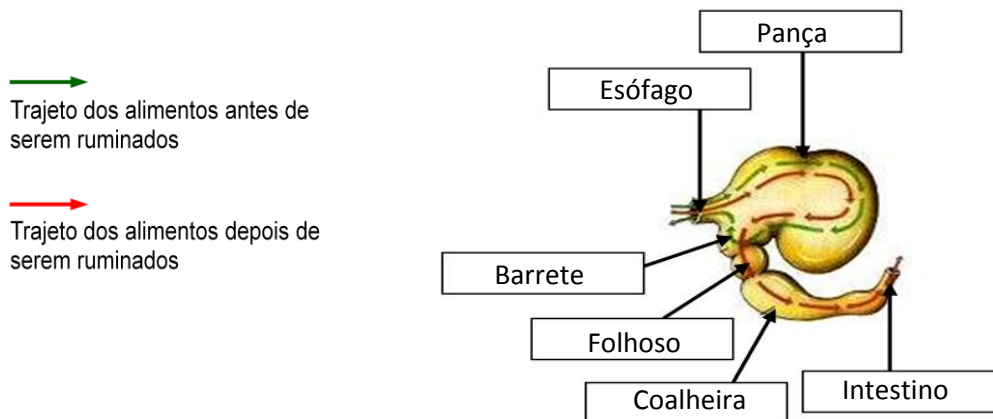 Pança
Esófago
Trajeto dos alimentos antes de
serem ruminados
Trajeto dos alimentos depois de
serem ruminados
Barrete
Folhoso
Coalheira
Intestino